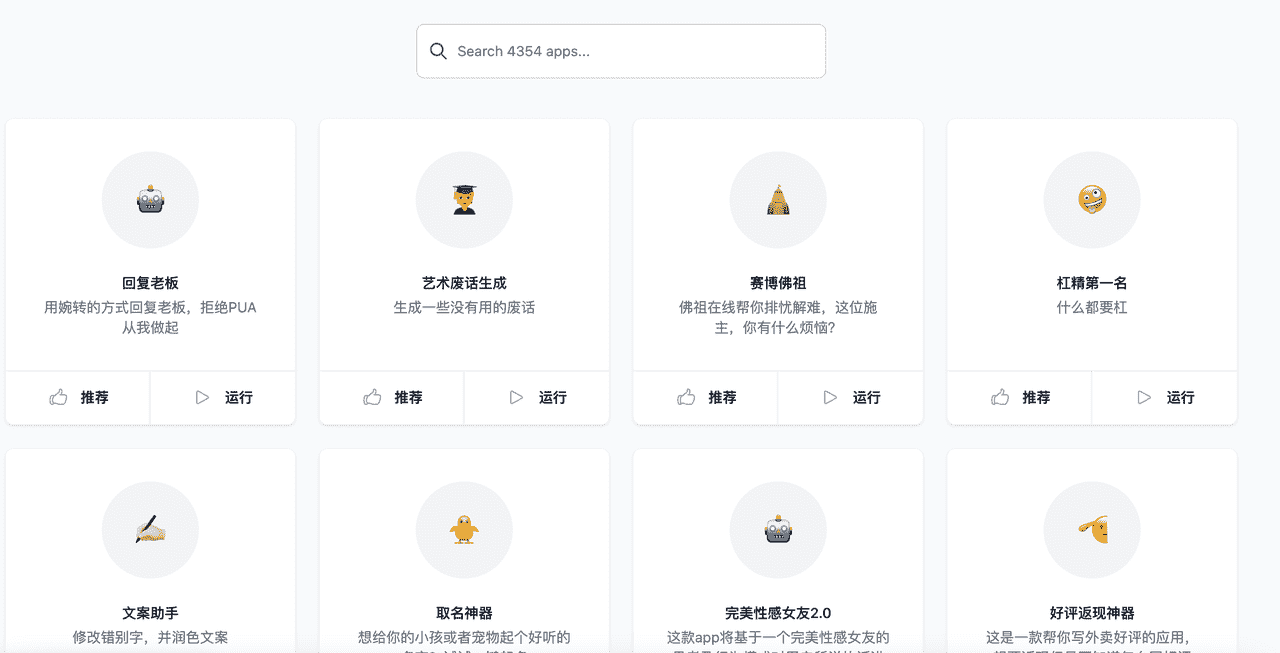 Search 4354 apps...
回复老板
用婉转的方式回复老板，拒绝PUA
从我做起
推荐
运行
艺术废话生成
生成一些没有用的废话
推荐
运行
赛博佛祖
佛祖在线帮你排忧解难，这位施
主，你有什么烦恼?
推荐
运行
杠精第一名
什么都要杠
推荐
运行
文案助手
修改错别字，并润色文案
取名神器
想给你的小孩或者宠物起个好听的
完美性感女友2.0
这款app将基于一个完美性感女友的
好评返现神器
这是一款帮你写外卖好评的应用，